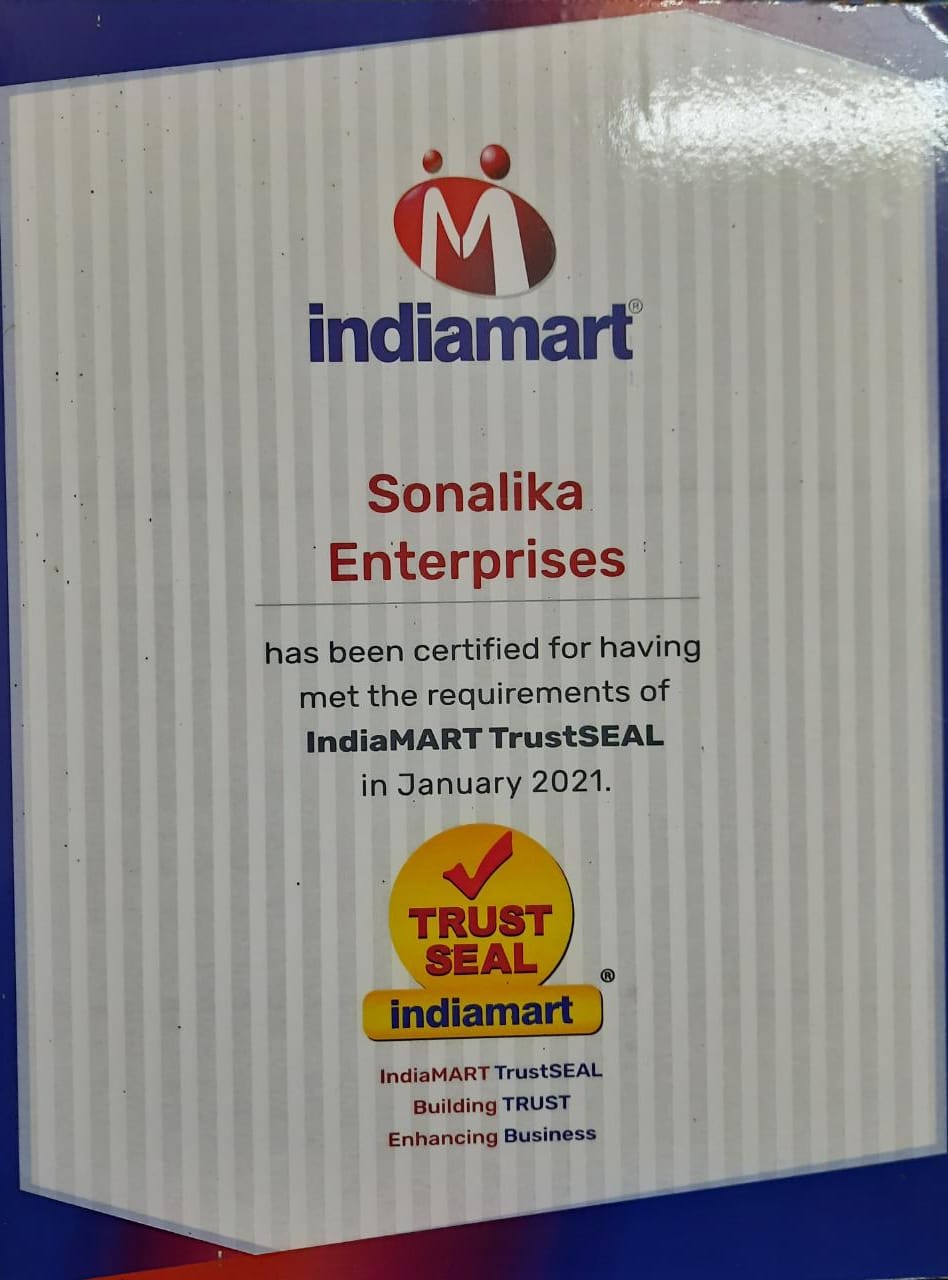 M
indiamart®
Sonalika
Enterprises
has been certified for having
met the requirements of
IndiaMART TrustSEAL
in January 2021.
TRUST
SEAL
indiamart®
IndiaMART TrustSEAL
Building TRUST
Enhancing Business